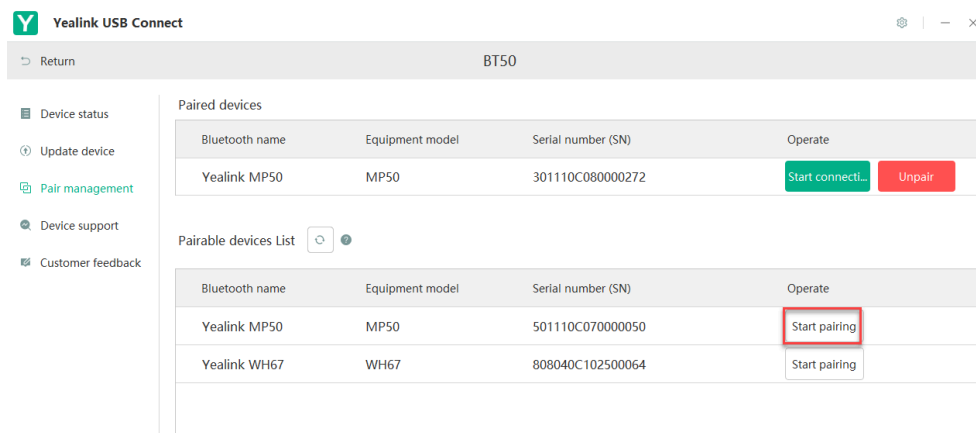 Y Yealink USB Connect
Return BT50
Device status
Update device
Pair management
Device support
Customer feedback
Paired devices
Bluetooth name Equipment model Serial number (SN) Operate
Yealink MP50 MP50 301110C080000272 Start connecti... Unpair
Pairable devices List ?
Bluetooth name Equipment model Serial number (SN) Operate
Yealink MP50 MP50 501110C070000050 Start pairing
Yealink WH67 WH67 808040C102500064 Start pairing